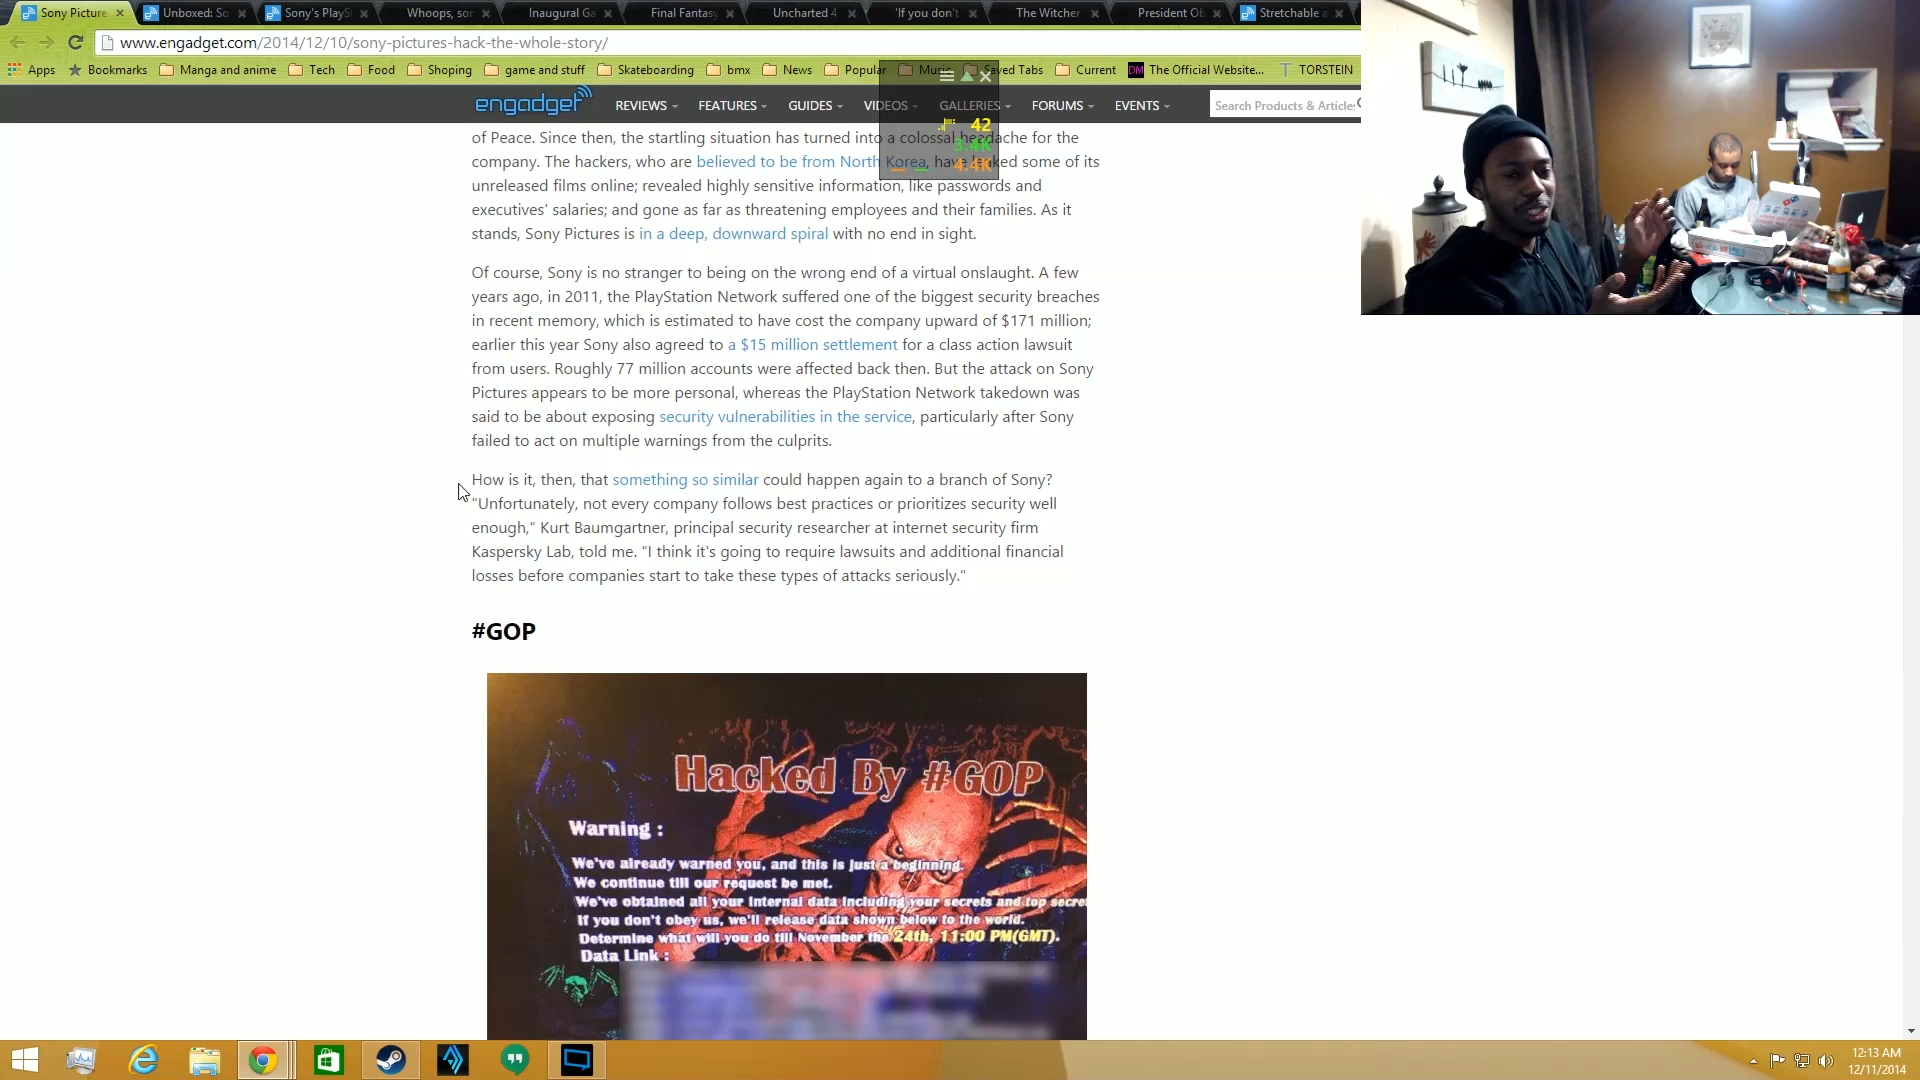 Sony Picture
Unboxed: So
Sony's PlayS
Whoops, sor
Inaugural Ga
Final Fantasy
Uncharted 4
'If you don't
The Witcher
President Ob
Stretchable a
www.engadget.com/2014/12/10/sony-pictures-hack-the-whole-story/
Apps Bookmarks Manga and anime Tech Food Shoping game and stuff Skateboarding bmx News Popular Music Saved Tabs Current DM The Official Website... TORSTEIN
engadget REVIEWS FEATURES GUIDES VIDEOS GALLERIES FORUMS EVENTS Search Products & Articles
42
3.4K
4.4K
of Peace. Since then, the startling situation has turned into a colossal headache for the
company. The hackers, who are believed to be from North Korea, have leaked some of its
unreleased films online; revealed highly sensitive information, like passwords and
executives' salaries; and gone as far as threatening employees and their families. As it
stands, Sony Pictures is in a deep, downward spiral with no end in sight.
Of course, Sony is no stranger to being on the wrong end of a virtual onslaught. A few
years ago, in 2011, the PlayStation Network suffered one of the biggest security breaches
in recent memory, which is estimated to have cost the company upward of $171 million;
earlier this year Sony also agreed to a $15 million settlement for a class action lawsuit
from users. Roughly 77 million accounts were affected back then. But the attack on Sony
Pictures appears to be more personal, whereas the PlayStation Network takedown was
said to be about exposing security vulnerabilities in the service, particularly after Sony
failed to act on multiple warnings from the culprits.
How is it, then, that something so similar could happen again to a branch of Sony?
"Unfortunately, not every company follows best practices or prioritizes security well
enough," Kurt Baumgartner, principal security researcher at internet security firm
Kaspersky Lab, told me. "I think it's going to require lawsuits and additional financial
losses before companies start to take these types of attacks seriously."
#GOP
Hacked By #GOP
Warning :
We've already warned you, and this is just a beginning.
We continue till our request be met.
We've obtained all your internal data including your secrets and top secre
If you don't obey us, we'll release data shown below to the world.
Determine what will you do till November the 24th, 11:00 PM(GMT).
Data Link :
12:13 AM
12/11/2014